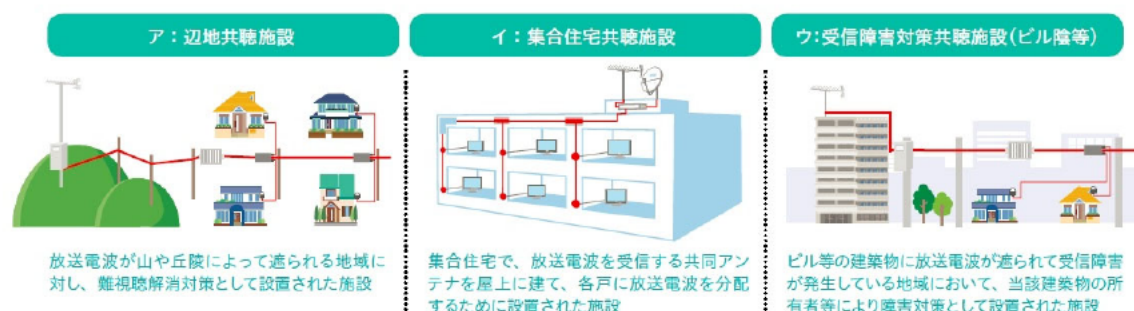 ア：辺地共聴施設
放送電波が山や丘陵によって遮られる地域に
対し、難視聴解消対策として設置された施設
イ：集合住宅共聴施設
集合住宅で、放送電波を受信する共同アン
テナを屋上に建て、各戸に放送電波を分配
するために設置された施設
ウ:受信障害対策共聴施設(ビル陰等)
ビル等の建築物に放送電波が遮られて受信障害
が発生している地域において、当該建築物の所
有者等により障害対策として設置された施設